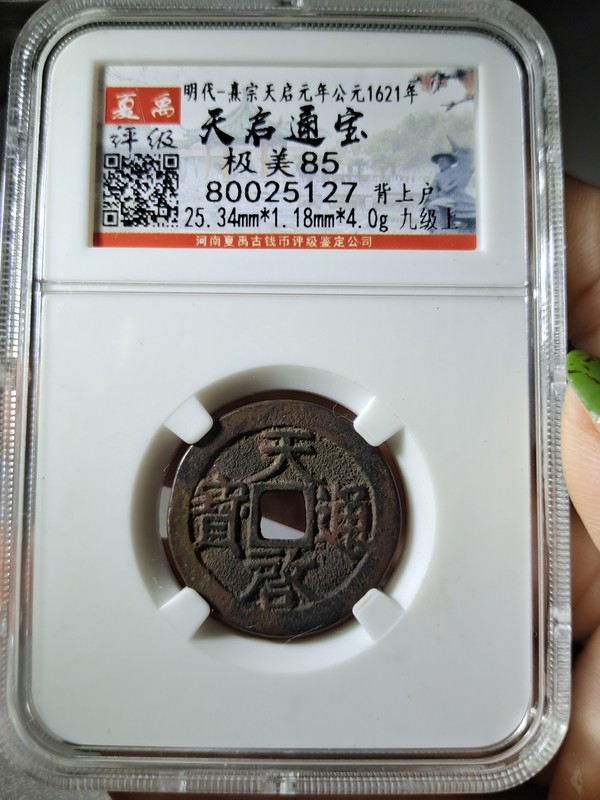 夏禹
评级
明代-熹宗天启元年公元1621年
天启通宝
极美85
80025127 背上户
25.34mm*1.18mm*4.0g 九级上
河南夏禹古钱币评级鉴定公司
天啓通寶